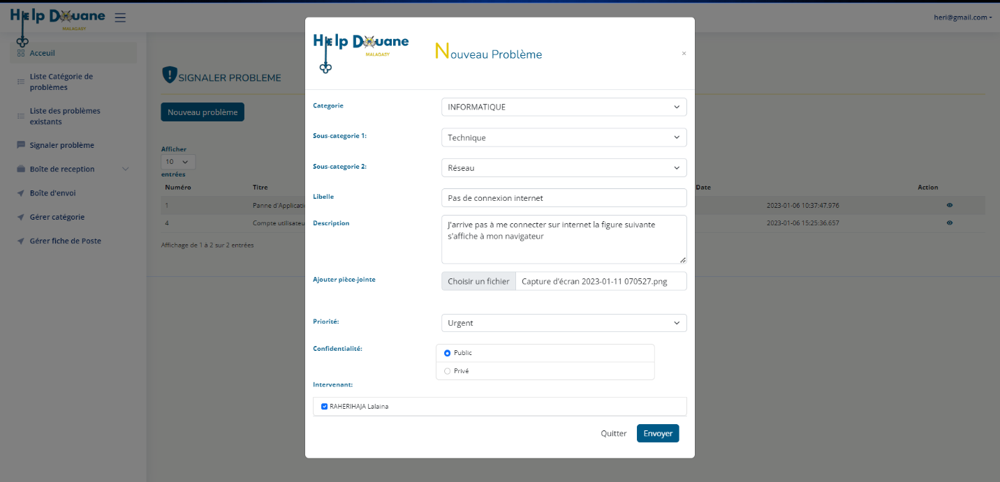 Help Douane
MALAGASY
heri@gmail.com
Acceuil
Liste Catégorie de
problèmes
Liste des problèmes
existants
Signaler problème
Boîte de reception
Boîte d'envoi
Gérer catégorie
Gérer fiche de Poste
SIGNALER PROBLEME
Nouveau problème
Afficher
10
entrées
Numéro Titre Date Action
1 Panne d'Applicatio 2023-01-06 10:37:47.976
4 Compte utilisateu 2023-01-06 15:25:36.657
Affichage de 1 à 2 sur 2 entrées
Help Douane
MALAGASY
Nouveau Problème
×
Categorie INFORMATIQUE
Sous-categorie 1: Technique
Sous-categorie 2: Réseau
Libelle Pas de connexion internet
Description J'arrive pas à me connecter sur internet la figure suivante
s'affiche à mon navigateur
Ajouter pièce-jointe Choisir un fichier Capture d'écran 2023-01-11 070527.png
Priorité: Urgent
Confidentialité: Public
Privé
Intervenant:
RAHERIHAJA Lalaina
Quitter Envoyer